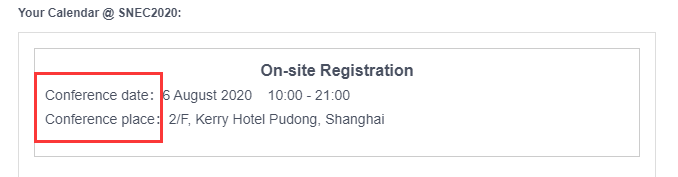 Your Calendar @ SNEC2020:
On-site Registration
Conference date： 6 August 2020 10:00 - 21:00
Conference place： 2/F, Kerry Hotel Pudong, Shanghai